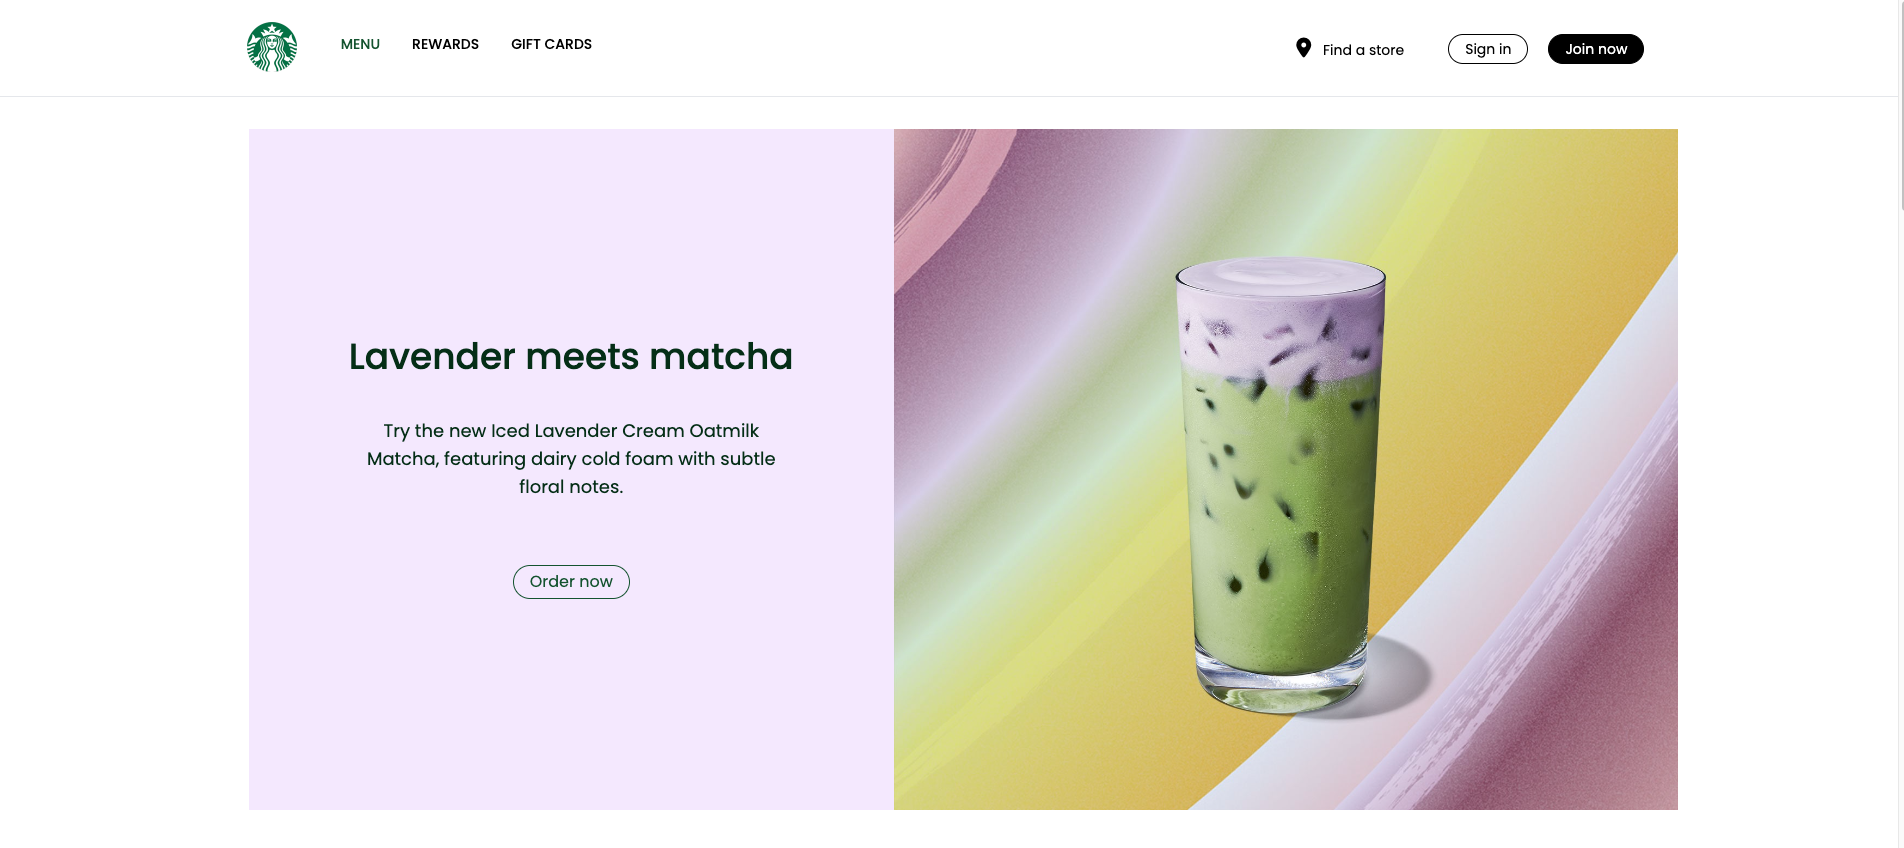 MENU
REWARDS
GIFT CARDS
Find a store
Sign in
Join now
Lavender meets matcha
Try the new Iced Lavender Cream Oatmilk
Matcha, featuring dairy cold foam with subtle
floral notes.
Order now